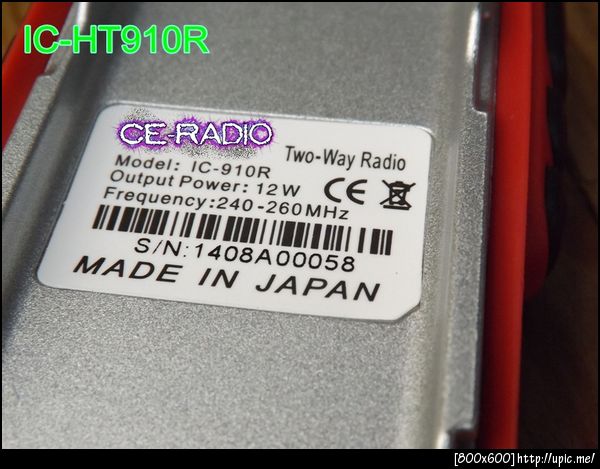 IC-HT910R
CE-RADIO Two-Way Radio
Model: IC-910R
Output Power: 12W CE
Frequency:240-260MHz
S/N:1408A00058
MADE IN JAPAN
[800x600]http://upic.me/